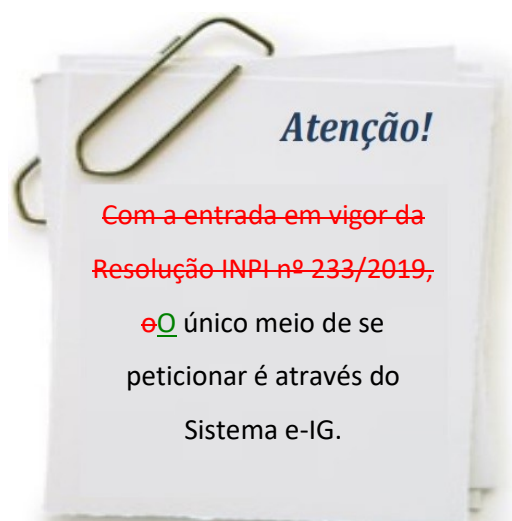 Atenção!
Com a entrada em vigor da
Resolução INPI nº 233/2019,
oO único meio de se
peticionar é através do
Sistema e-IG.